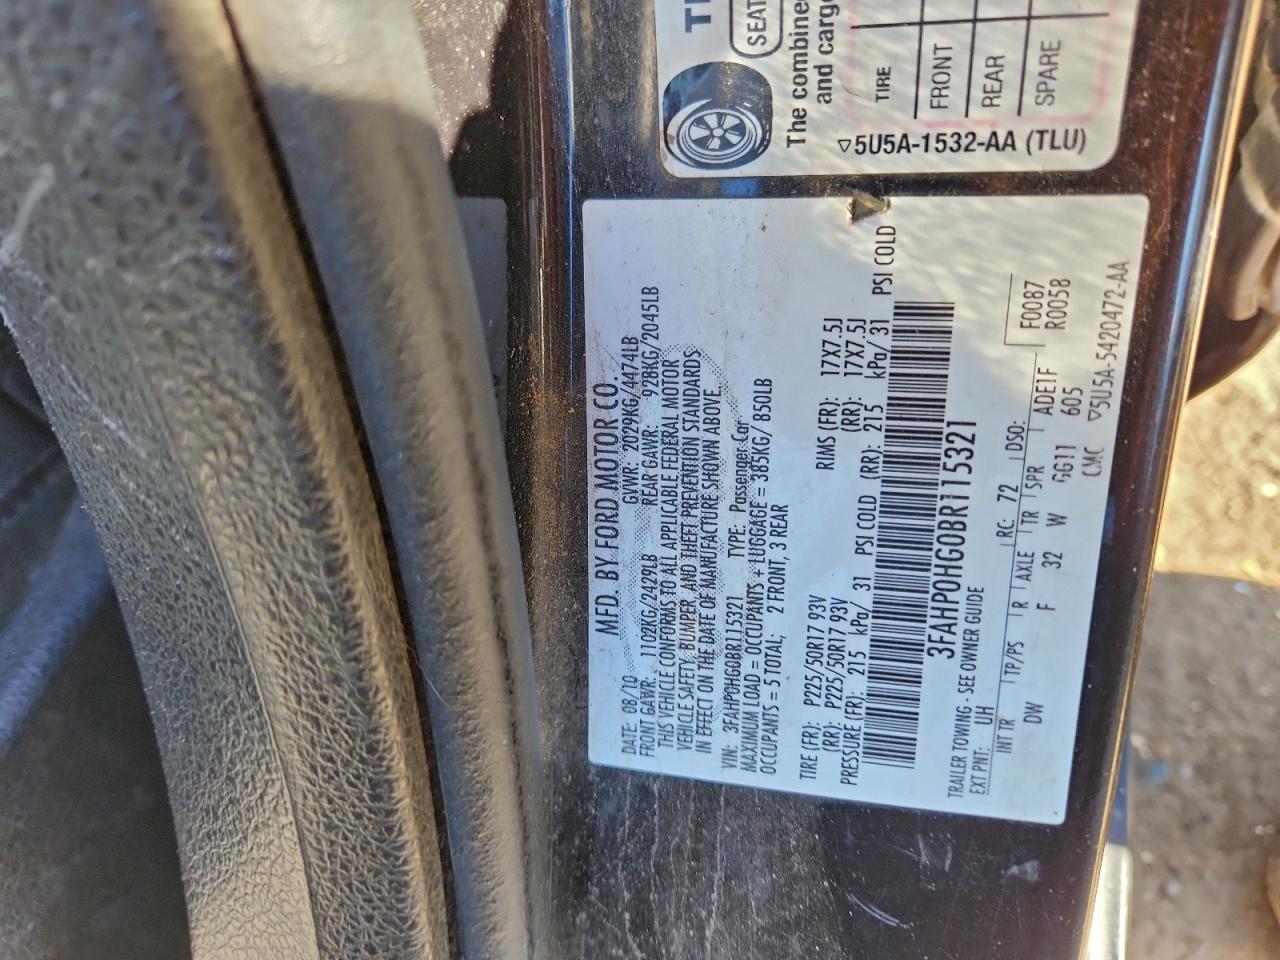 SEAT
The combined
and cargo
TIRE
FRONT
REAR
SPARE
▽5U5A-1532-AA (TLU)
MFD. BY FORD MOTOR CO.
DATE: 08/10 GVWR: 2029KG/4474LB
FRONT GAWR: 1102KG/2429LB REAR GAWR: 928KG/2045LB
THIS VEHICLE CONFORMS TO ALL APPLICABLE FEDERAL MOTOR
VEHICLE SAFETY, BUMPER, AND THEFT PREVENTION STANDARDS
IN EFFECT ON THE DATE OF MANUFACTURE SHOWN ABOVE.
VIN: 3FAHP0HG0BR115321 TYPE: Passenger Car
MAXIMUM LOAD = OCCUPANTS + LUGGAGE = 385KG/ 850LB
OCCUPANTS = 5 TOTAL; 2 FRONT, 3 REAR
TIRE (FR): P225/50R17 93V RIMS (FR): 17X7.5J
(RR): P225/50R17 93V (RR): 17X7.5J
PRESSURE (FR): 215 kPa/ 31 PSI COLD (RR): 215 kPa/ 31 PSI COLD
3FAHP0HG0BR115321
TRAILER TOWING - SEE OWNER GUIDE
EXT PNT: UH RC: 72 DSO: F0087
R0058
INT TR TP/PS R AXLE TR SPR ADE1F
DW F 32 W GG11 605
CMC ▽5U5A-5420472-AA